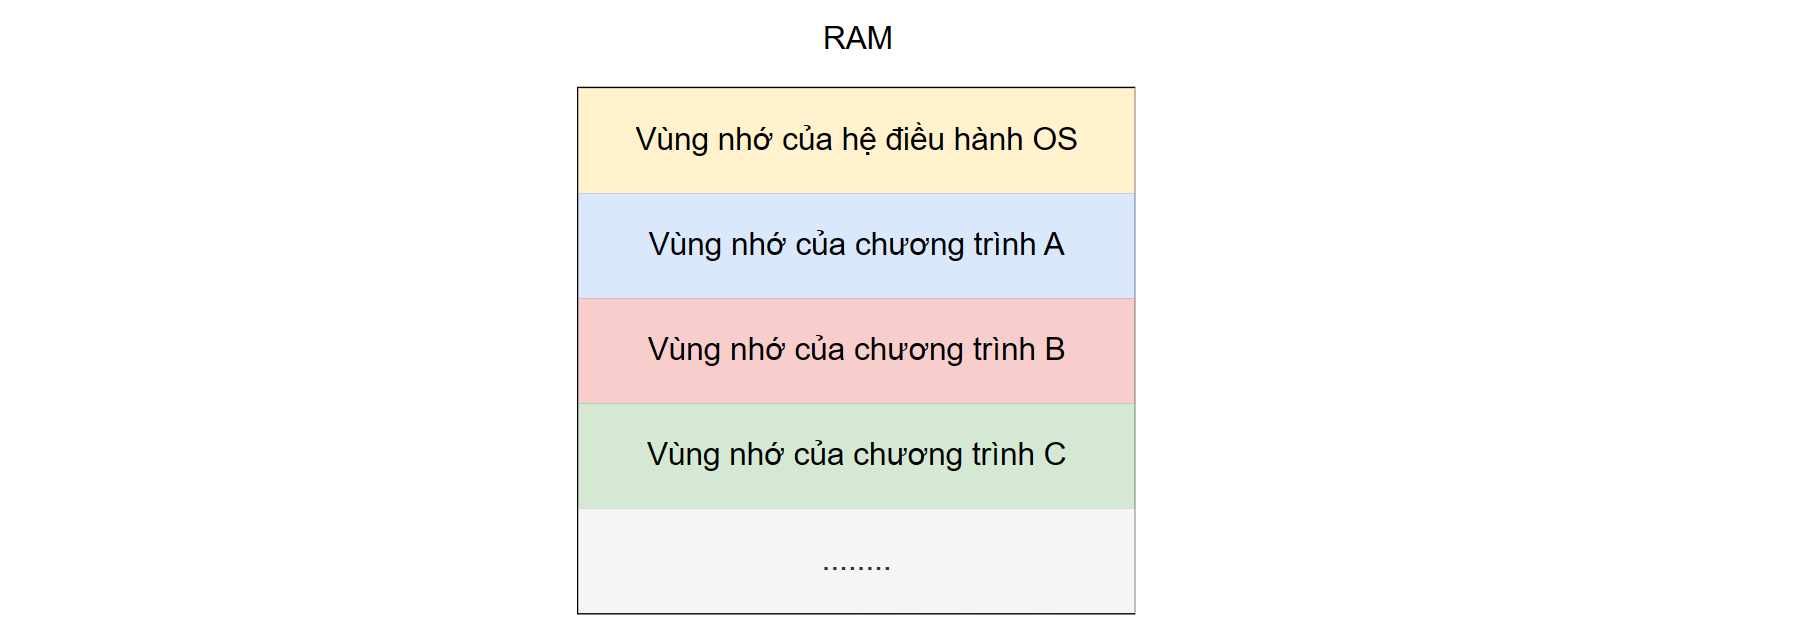 RAM
Vùng nhớ của hệ điều hành OS
Vùng nhớ của chương trình A
Vùng nhớ của chương trình B
Vùng nhớ của chương trình C
........